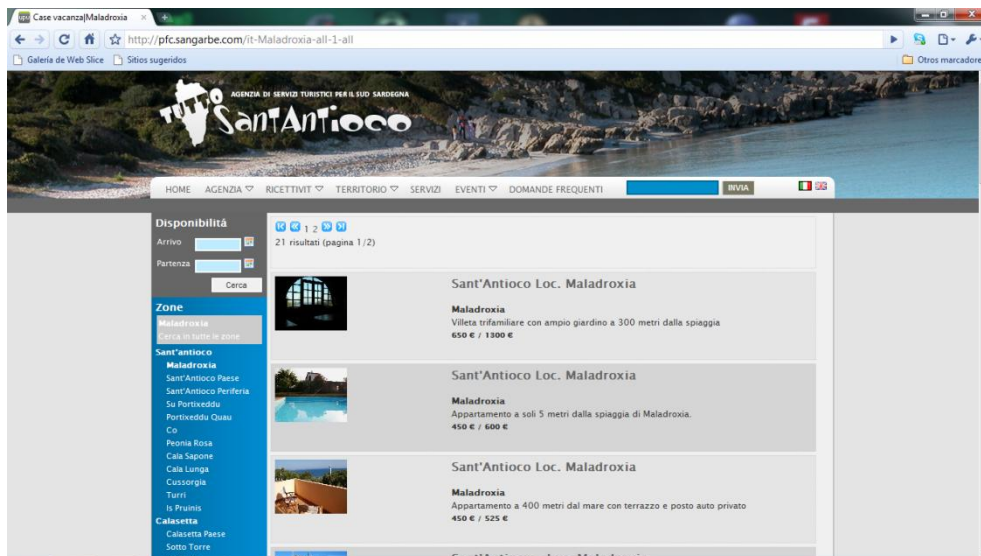 Case vacanza|Maladroxia
http://pfc.sangarbe.com/it-Maladroxia-all-1-all
Galería de Web Slice
Sitios sugeridos
Otros marcadore
AGENZIA DI SERVIZI TURISTICI PER IL SUD SARDEGNA
TUTTO
SANTANTIOCO
HOME AGENZIA RICETTIVIT TERRITORIO SERVIZI EVENTI DOMANDE FREQUENTI INVIA
Disponibilitá
Arrivo
Partenza
Cerca
Zone
Maladroxia
Cerca in tutte le zone
Sant'antioco
Maladroxia
Sant'Antioco Paese
Sant'Antioco Periferia
Su Portixeddu
Portixeddu Quau
Co
Peonia Rosa
Cala Sapone
Cala Lunga
Cussorgia
Turri
Is Pruinis
Calasetta
Calasetta Paese
Sotto Torre
1 2
21 risultati (pagina 1/2)
Sant'Antioco Loc. Maladroxia
Maladroxia
Villeta trifamiliare con ampio giardino a 300 metri dalla spiaggia
650 € / 1300 €
Sant'Antioco Loc. Maladroxia
Maladroxia
Appartamento a soli 5 metri dalla spiaggia di Maladroxia.
450 € / 600 €
Sant'Antioco Loc. Maladroxia
Maladroxia
Appartamento a 400 metri dal mare con terrazzo e posto auto privato
450 € / 525 €